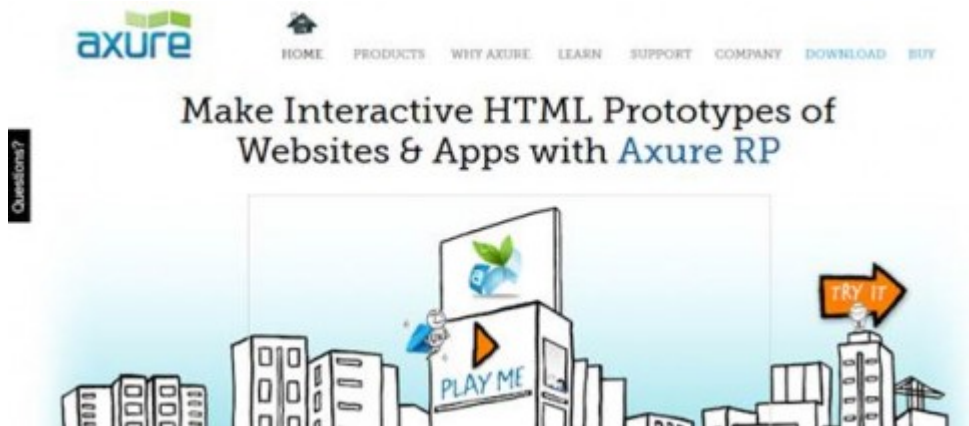 axure
HOME PRODUCTS WHY AXURE LEARN SUPPORT COMPANY DOWNLOAD BUY
Make Interactive HTML Prototypes of
Websites & Apps with Axure RP
Questions?
TRY IT
PLAY ME